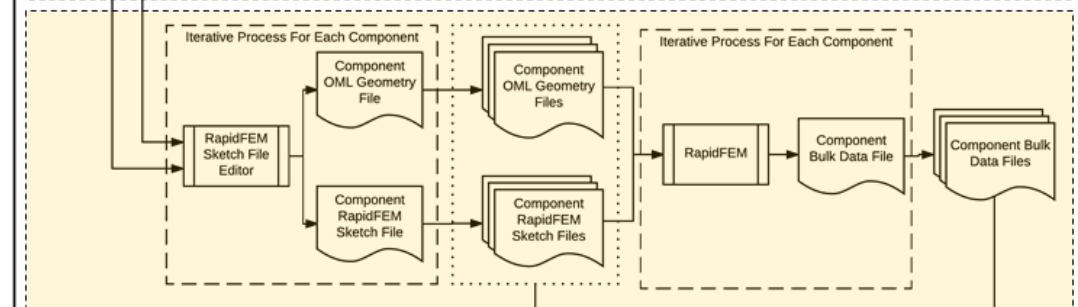 Iterative Process For Each Component
Component
OML Geometry
File
RapidFEM
Sketch File
Editor
Component
RapidFEM
Sketch File
Component
OML Geometry
Files
Component
RapidFEM
Sketch Files
Iterative Process For Each Component
RapidFEM
Component
Bulk Data File
Component Bulk
Data Files